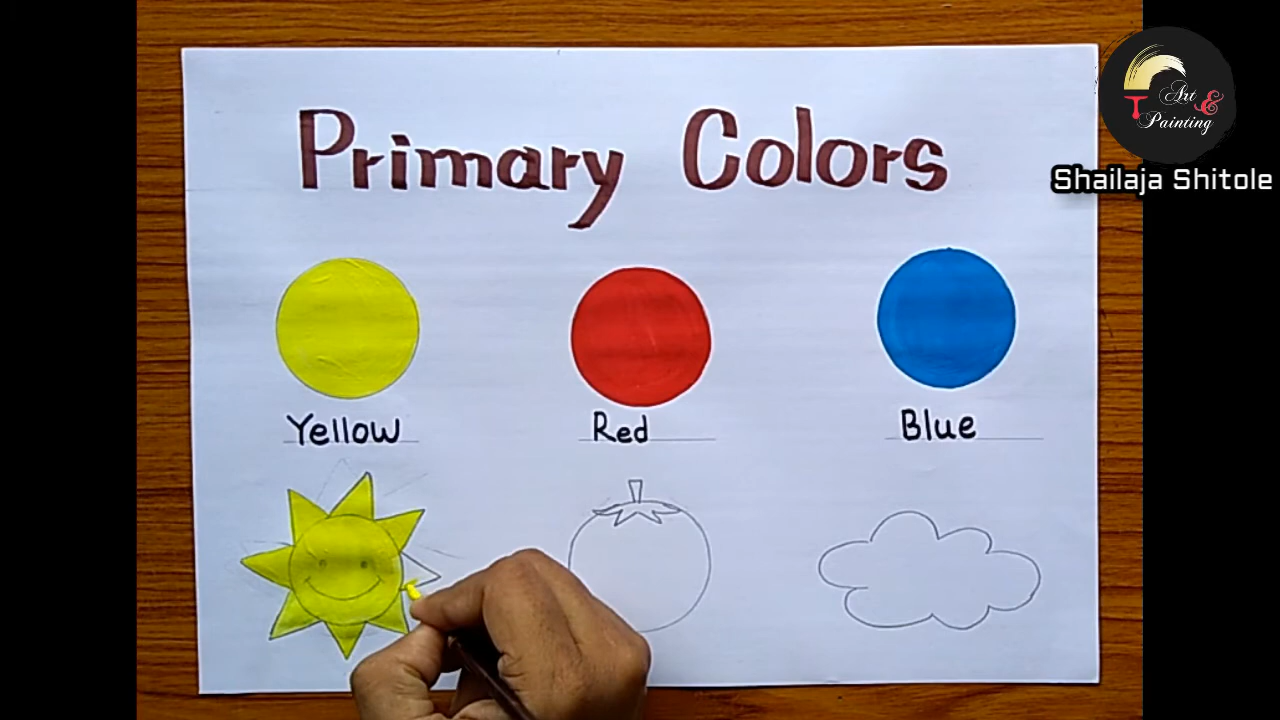 Primary Colors
Art &
Painting
Shailaja Shitole
Yellow
Red
Blue